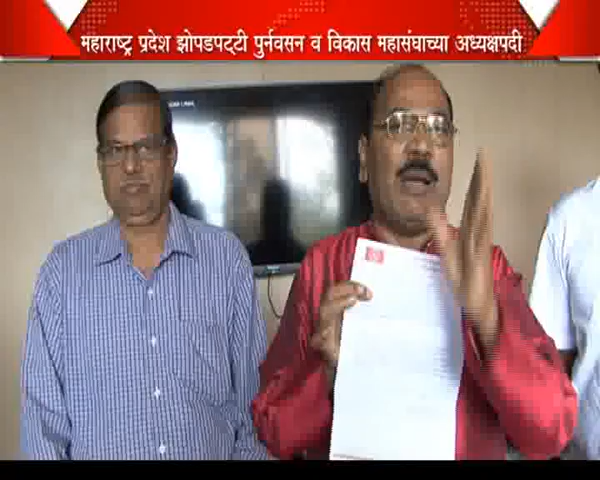 महाराष्ट्र प्रदेश झोपडपट्टी पुर्नवसन व विकास महासंघाच्या अध्यक्षपदी